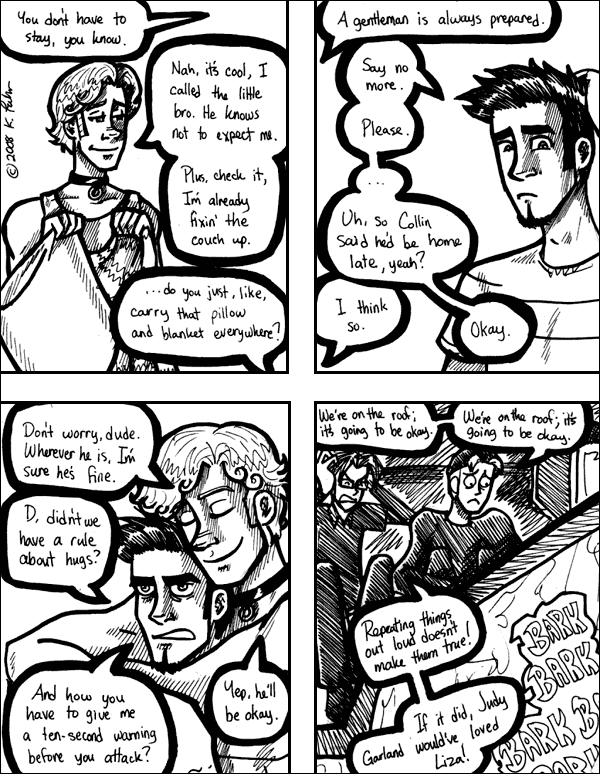 You don't have to
stay, you know.
Nah, it's cool, I
called the little
bro. He knows
not to expect me.
Plus, check it,
I'm already
fixin' the
couch up.
...do you just, like,
carry that pillow
and blanket everywhere?
© 2008 K. 
A gentleman is always prepared.
Say no
more.
Please.
...
Uh, so Collin
said he'd be home
late, yeah?
I think
so.
Okay.
Don't worry, dude.
Wherever he is, I'm
sure he's fine.
D, didn't we
have a rule
about hugs?
And how you
have to give me
a ten-second warning
before you attack?
Yep, he'll
be okay.
We're on the roof;
it's going to be okay.
We're on the roof; it's
going to be okay.
Repeating things
out loud doesn't
make them true!
If it did, Judy
Garland would've loved
Liza!
BARK
BARK
BARK BARK
BARK